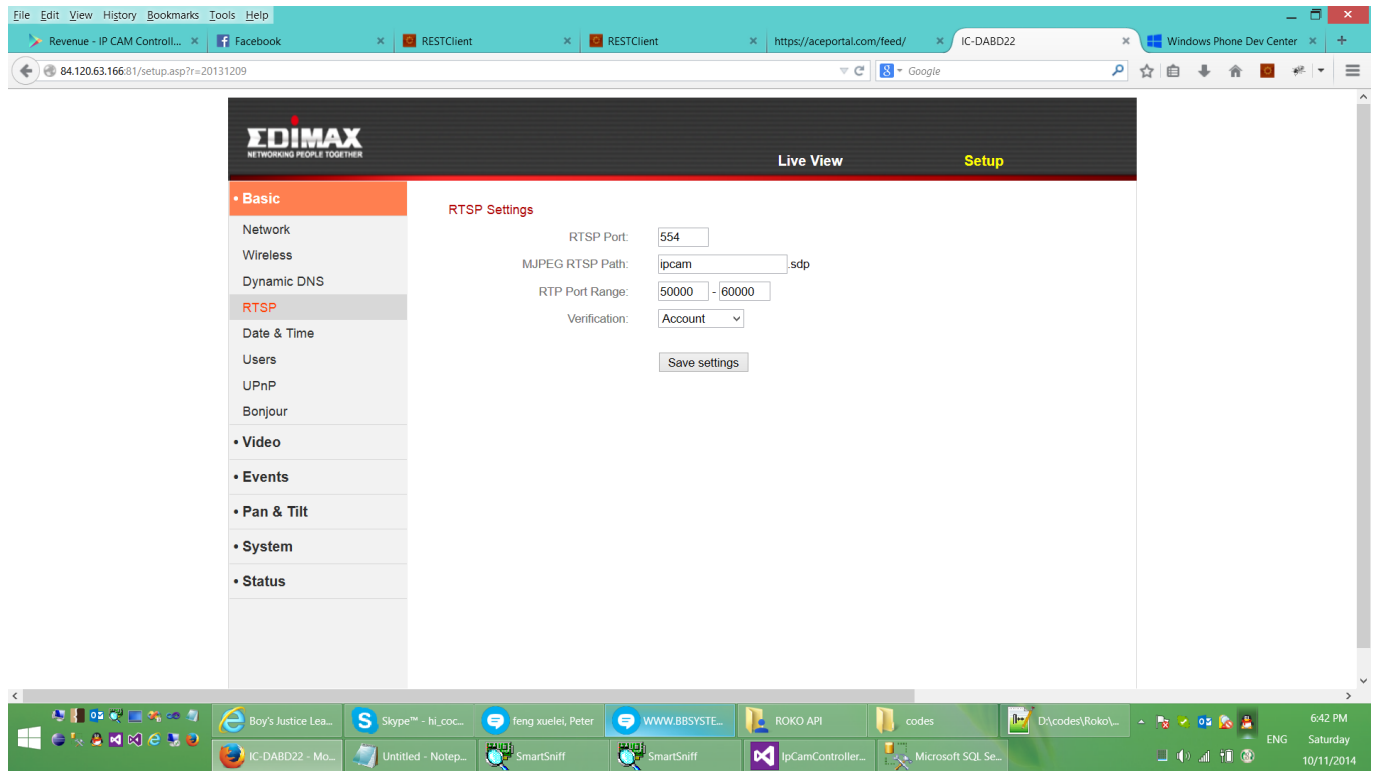 File Edit View History Bookmarks Tools Help
Revenue - IP CAM Controll... Facebook RESTClient RESTClient https://aceportal.com/feed/ IC-DABD22 Windows Phone Dev Center
84.120.63.166:81/setup.asp?r=20131209 Google
EDIMAX
NETWORKING PEOPLE TOGETHER
Live View Setup
• Basic
Network
Wireless
Dynamic DNS
RTSP
Date & Time
Users
UPnP
Bonjour
• Video
• Events
• Pan & Tilt
• System
• Status
RTSP Settings
RTSP Port: 554
MJPEG RTSP Path: ipcam .sdp
RTP Port Range: 50000 - 60000
Verification: Account
Save settings
Boy's Justice Lea... Skype™ - hi_coc... feng xuelei, Peter WWW.BBSYSTE... ROKO API codes D:\codes\Roko\... 6:42 PM
IC-DABD22 - Mo... Untitled - Notep... SmartSniff SmartSniff IpCamController... Microsoft SQL Se... ENG Saturday
10/11/2014